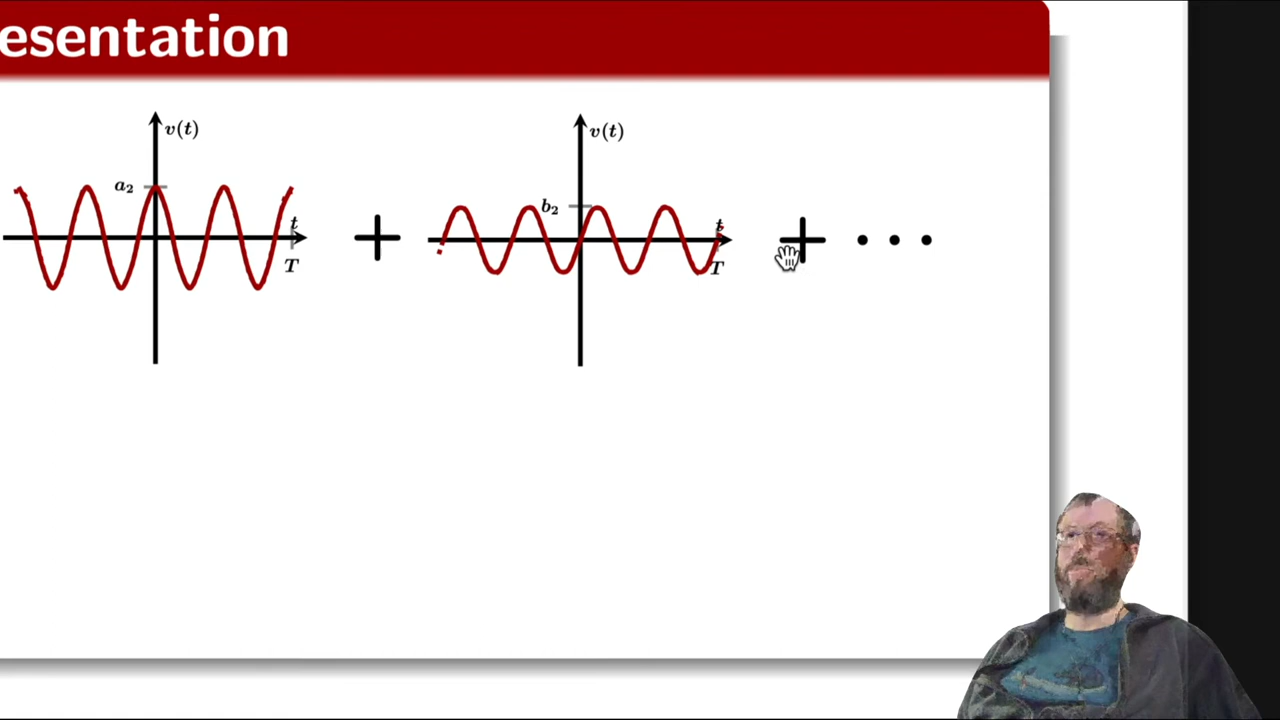 esentation
v(t)
a₂
t
T
+
v(t)
b₂
t
T
+ • • •